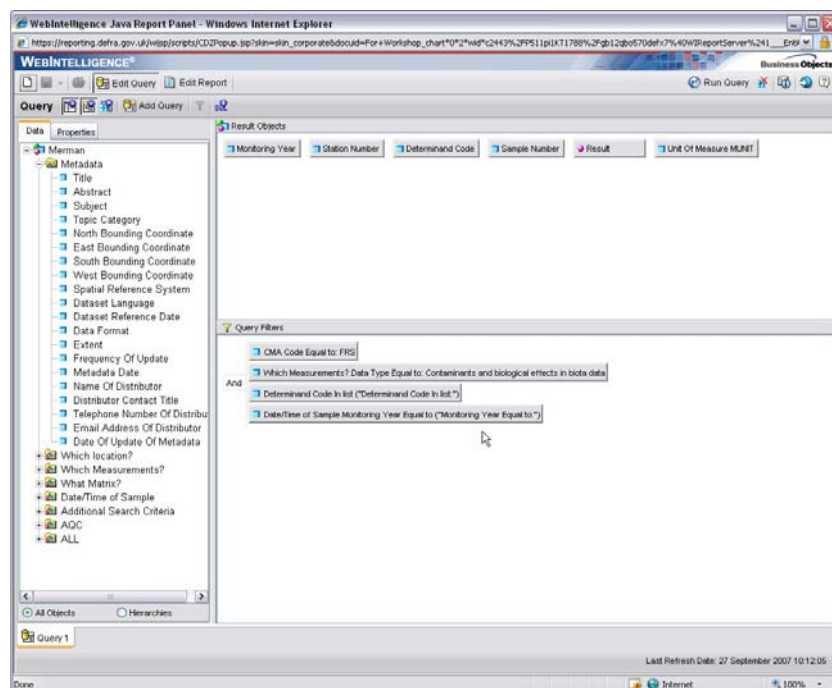 WebIntelligence Java Report Panel - Windows Internet Explorer
WEBINTELLIGENCE®
BusinessObjects
Edit Query Edit Report Run Query
Query Add Query
Data Properties
Result Objects
Monitoring Year Station Number Determinand Code Sample Number Result Unit Of Measure MUNIT
Merman
Metadata
Title
Abstract
Subject
Topic Category
North Bounding Coordinate
East Bounding Coordinate
South Bounding Coordinate
West Bounding Coordinate
Spatial Reference System
Dataset Language
Dataset Reference Date
Data Format
Extent
Frequency Of Update
Metadata Date
Name Of Distributor
Distributor Contact Title
Telephone Number Of Distribu
Email Address Of Distributor
Date Of Update Of Metadata
Which location?
Which Measurements?
What Matrix?
Date/Time of Sample
Additional Search Criteria
AQC
ALL
Query Filters
And
CMA Code Equal to: FRS
Which Measurements? Data Type Equal to: Contaminants and biological effects in biota data
Determinand Code In list ("Determinand Code In list:")
Date/Time of Sample Monitoring Year Equal to ("Monitoring Year Equal to:")
All Objects Hierarchies
Query 1
Last Refresh Date: 27 September 2007 10:12:05
Done Internet 100%